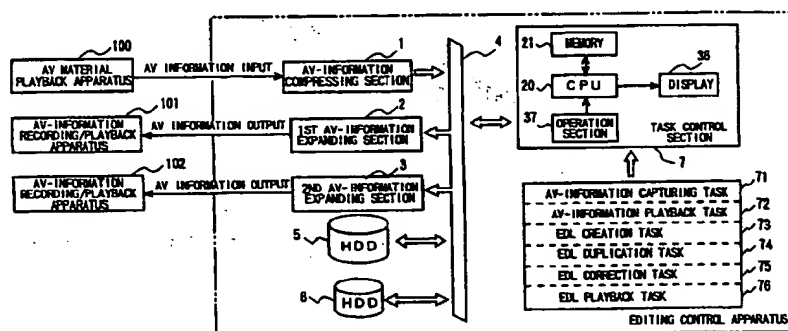 100
AV MATERIAL
PLAYBACK APPARATUS
AV INFORMATION INPUT
1
AV-INFORMATION
COMPRESSING SECTION
4
21
MEMORY
20
CPU
36
DISPLAY
37
OPERATION
SECTION
TASK CONTROL
SECTION
7
101
AV-INFORMATION
RECORDING/PLAYBACK
APPARATUS
AV INFORMATION OUTPUT
2
1ST AV-INFORMATION
EXPANDING SECTION
102
AV-INFORMATION
RECORDING/PLAYBACK
APPARATUS
AV INFORMATION OUTPUT
3
2ND AV-INFORMATION
EXPANDING SECTION
5
HDD
6
HDD
AV-INFORMATION CAPTURING TASK
71
AV-INFORMATION PLAYBACK TASK
72
EDL CREATION TASK
73
EDL DUPLICATION TASK
74
EDL CORRECTION TASK
75
EDL PLAYBACK TASK
76
EDITING CONTROL APPARATUS